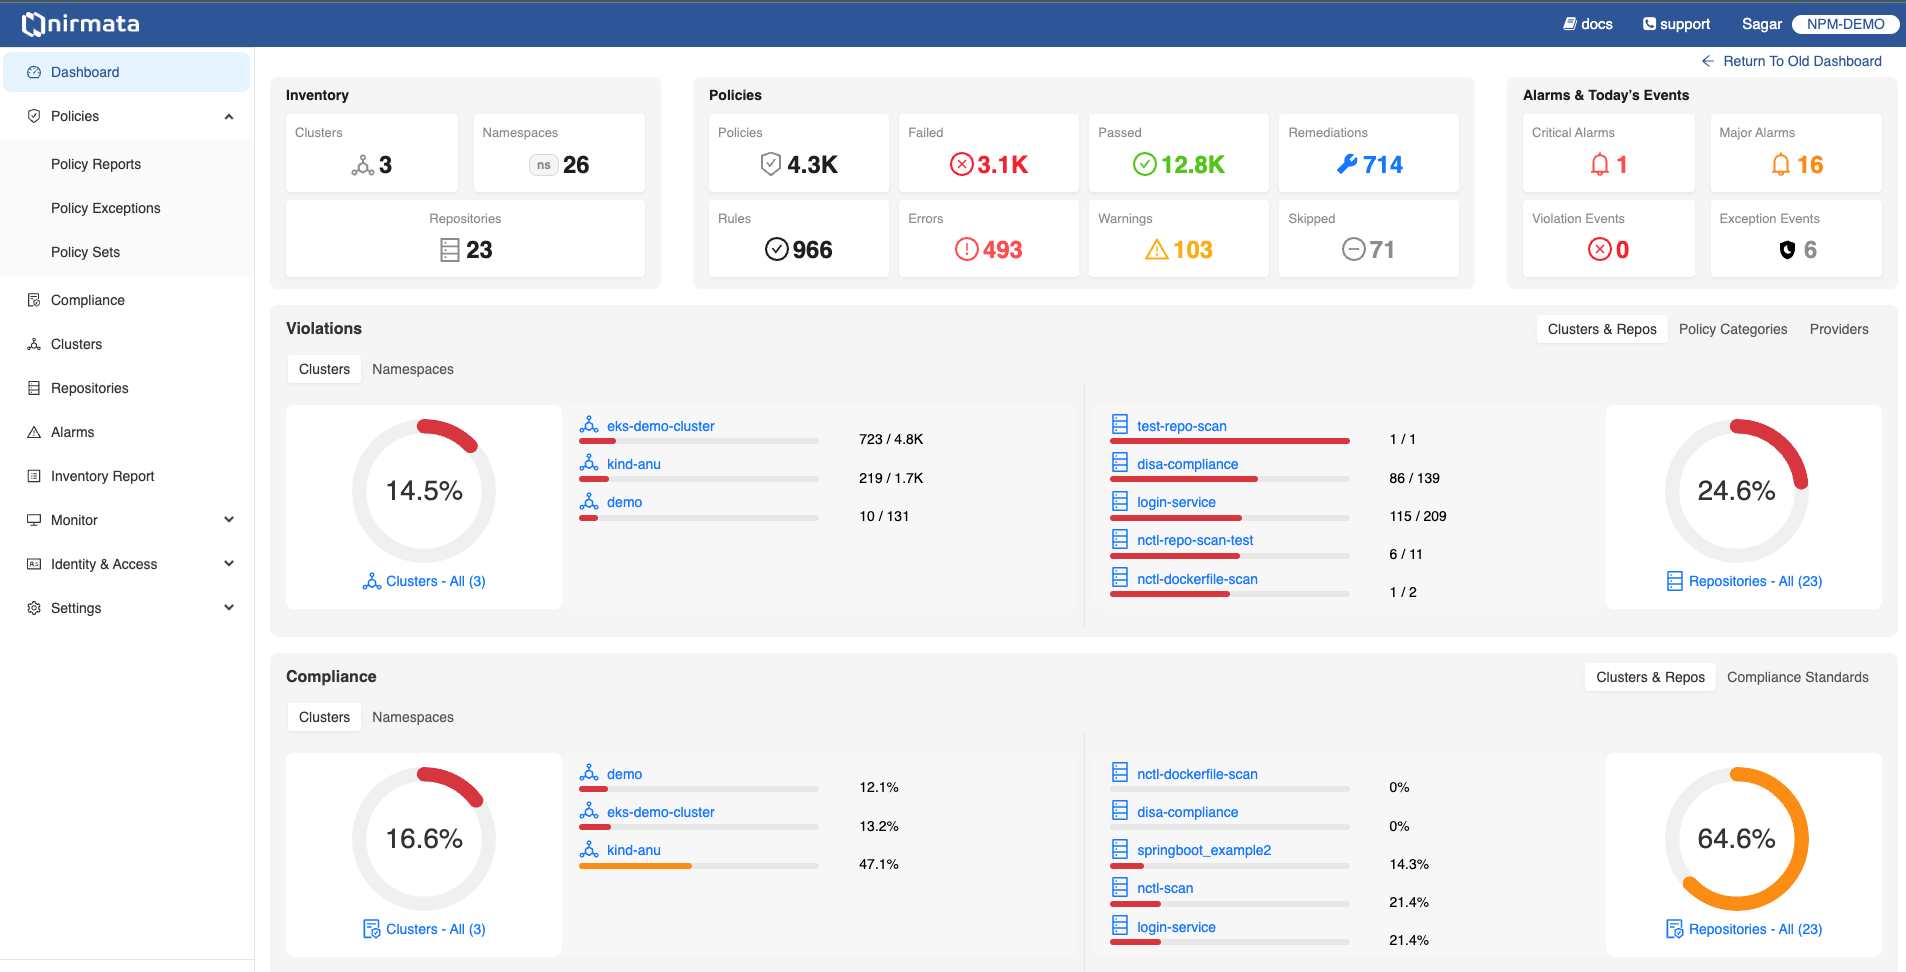 nirmata
docs
support
Sagar
NPM-DEMO
Return To Old Dashboard
Dashboard
Policies
Policy Reports
Policy Exceptions
Policy Sets
Compliance
Clusters
Repositories
Alarms
Inventory Report
Monitor
Identity & Access
Settings
Inventory
Clusters
3
Namespaces
ns 26
Repositories
23
Policies
Policies
4.3K
Failed
3.1K
Passed
12.8K
Remediations
714
Rules
966
Errors
493
Warnings
103
Skipped
71
Alarms & Today's Events
Critical Alarms
1
Major Alarms
16
Violation Events
0
Exception Events
6
Violations
Clusters & Repos
Policy Categories
Providers
Clusters
Namespaces
14.5%
Clusters - All (3)
eks-demo-cluster
723 / 4.8K
kind-anu
219 / 1.7K
demo
10 / 131
test-repo-scan
1 / 1
disa-compliance
86 / 139
login-service
115 / 209
nctl-repo-scan-test
6 / 11
nctl-dockerfile-scan
1 / 2
24.6%
Repositories - All (23)
Compliance
Clusters & Repos
Compliance Standards
Clusters
Namespaces
16.6%
Clusters - All (3)
demo
12.1%
eks-demo-cluster
13.2%
kind-anu
47.1%
nctl-dockerfile-scan
0%
disa-compliance
0%
springboot_example2
14.3%
nctl-scan
21.4%
login-service
21.4%
64.6%
Repositories - All (23)